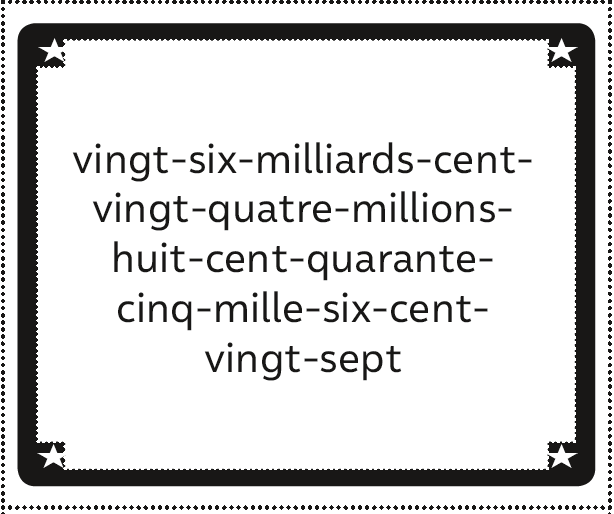 vingt-six-milliards-cent-
vingt-quatre-millions-
huit-cent-quarante-
cinq-mille-six-cent-
vingt-sept